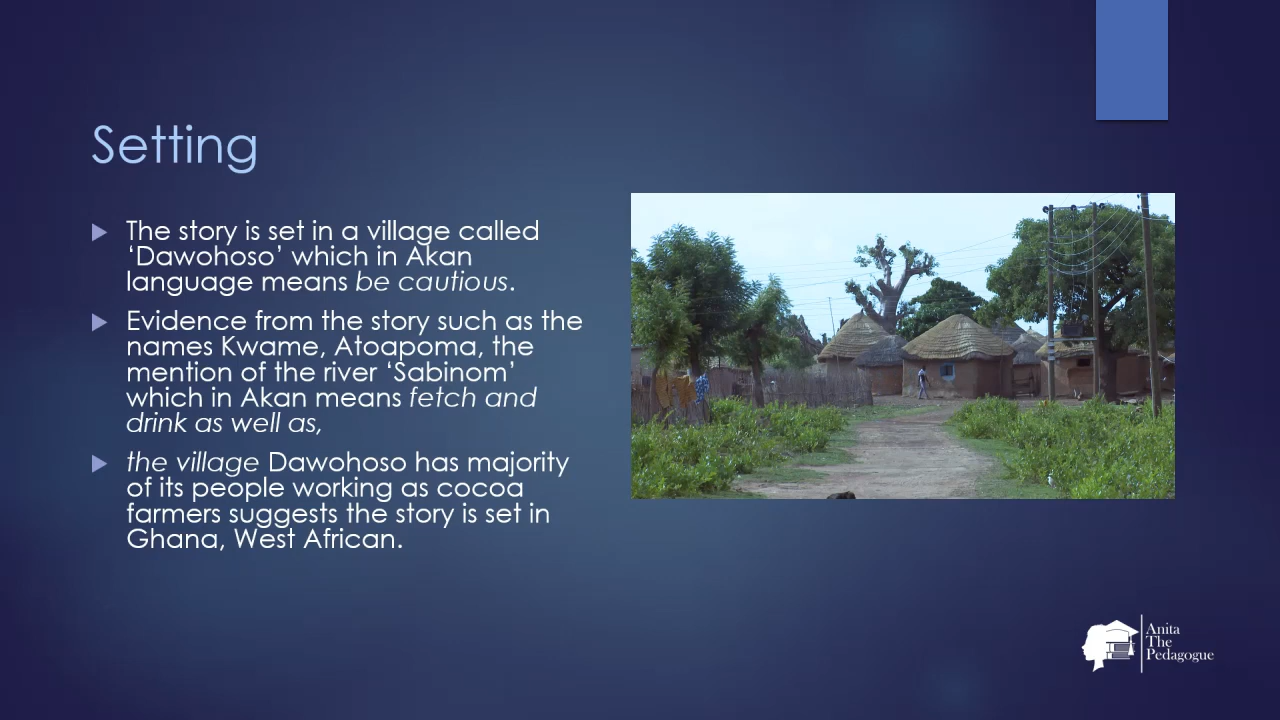 Setting
The story is set in a village called
‘Dawohoso’ which in Akan
language means be cautious.
Evidence from the story such as the
names Kwame, Atoapoma, the
mention of the river ‘Sabinom’
which in Akan means fetch and
drink as well as,
the village Dawohoso has majority
of its people working as cocoa
farmers suggests the story is set in
Ghana, West African.
Anita
The
Pedagogue